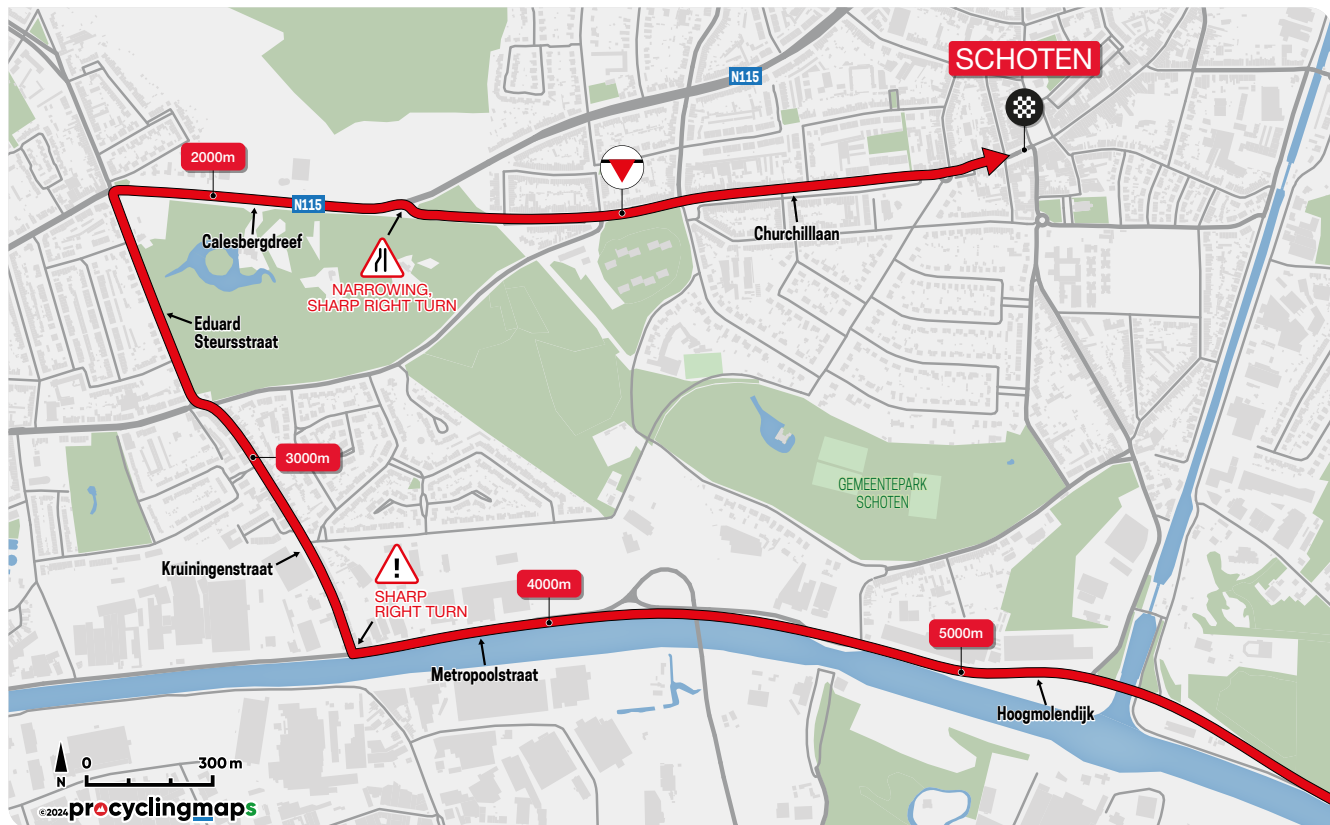 SCHOTEN
N115
2000m
N115
Calesbergdreef
Churchilllaan
NARROWING,
SHARP RIGHT TURN
Eduard
Steursstraat
3000m
GEMEENTEPARK
SCHOTEN
Kruiningenstraat
!
SHARP
RIGHT TURN
4000m
5000m
Metropoolstraat
Hoogmolendijk
N
0
300 m
©2024 procyclingmaps